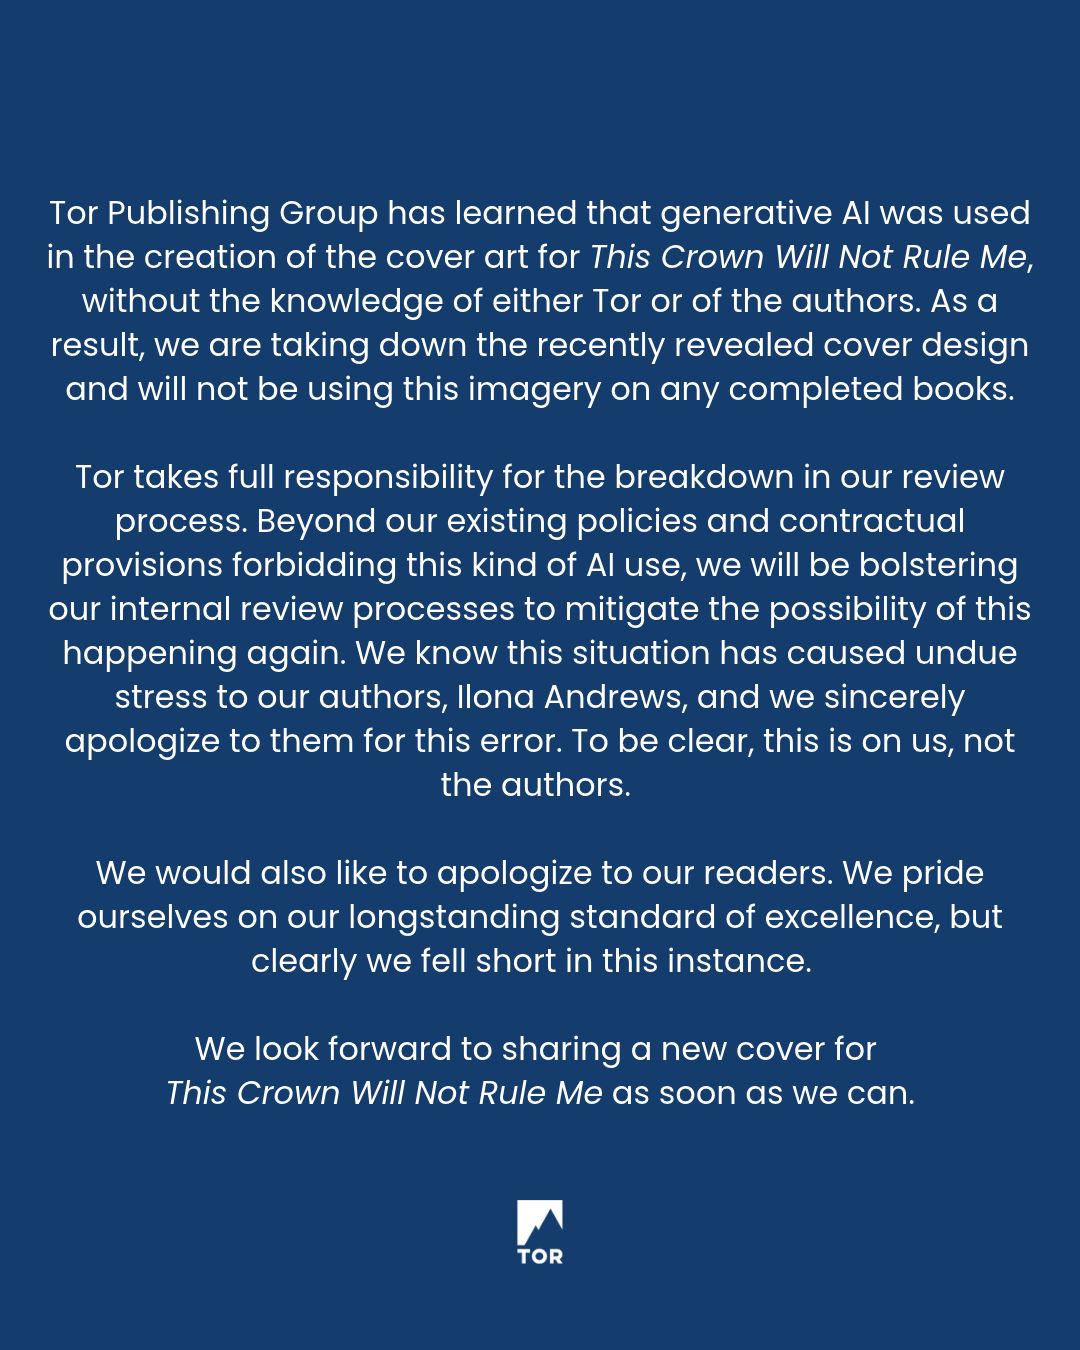 Tor Publishing Group has learned that generative AI was used
in the creation of the cover art for This Crown Will Not Rule Me,
without the knowledge of either Tor or of the authors. As a
result, we are taking down the recently revealed cover design
and will not be using this imagery on any completed books.
Tor takes full responsibility for the breakdown in our review
process. Beyond our existing policies and contractual
provisions forbidding this kind of AI use, we will be bolstering
our internal review processes to mitigate the possibility of this
happening again. We know this situation has caused undue
stress to our authors, Ilona Andrews, and we sincerely
apologize to them for this error. To be clear, this is on us, not
the authors.
We would also like to apologize to our readers. We pride
ourselves on our longstanding standard of excellence, but
clearly we fell short in this instance.
We look forward to sharing a new cover for
This Crown Will Not Rule Me as soon as we can.
TOR